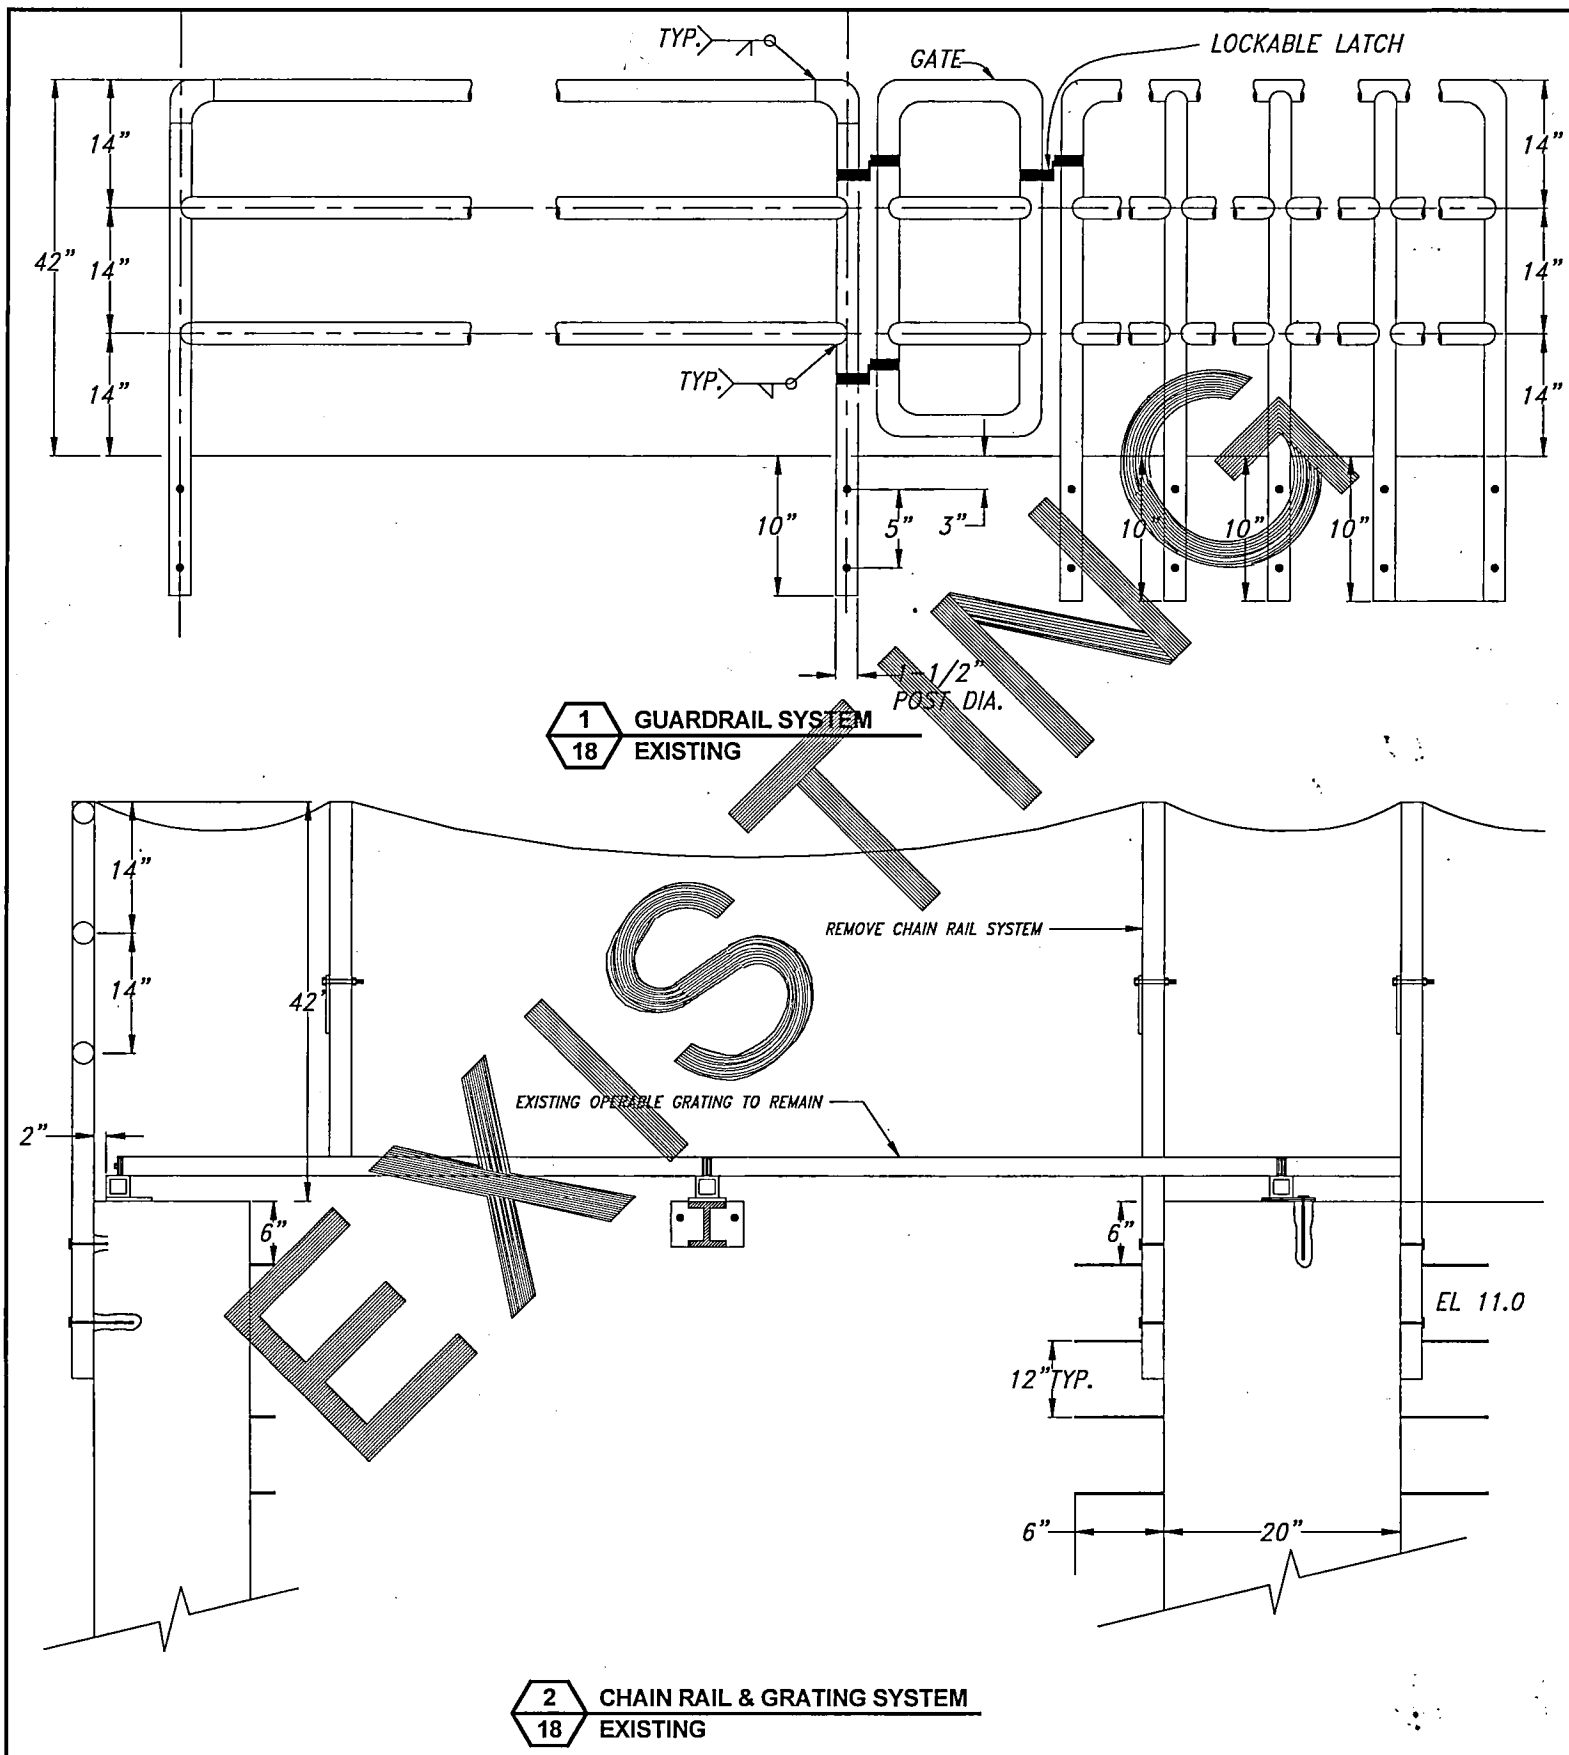 TYP.
GATE
LOCKABLE LATCH
14"
14"
42"
14"
14"
14"
14"
14"
TYP.
10"
5"
3"
10"
10"
10"
1-1/2"
POST DIA.
1
18
GUARDRAIL SYSTEM
EXISTING
EXISTING
14"
14"
42"
REMOVE CHAIN RAIL SYSTEM
EXISTING OPERABLE GRATING TO REMAIN
2"
6"
6"
EL 11.0
12" TYP.
6"
20"
2
18
CHAIN RAIL & GRATING SYSTEM
EXISTING